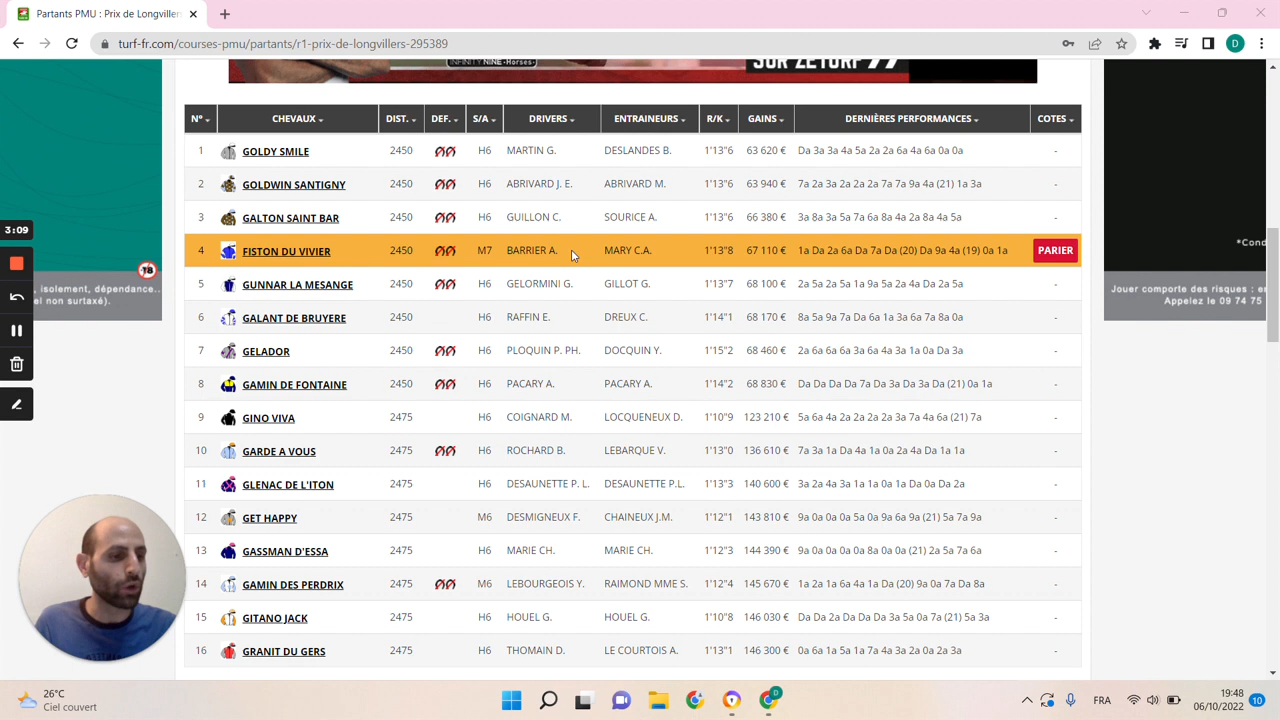 Partants PMU : Prix de Longviller
turf-fr.com/courses-pmu/partants/r1-prix-de-longvillers-295389
D
INFINITY NINE Horses
SUR ZETURF
N° CHEVAUX DIST. DEF. S/A DRIVERS ENTRAINEURS R/K GAINS DERNIÈRES PERFORMANCES COTES
1 GOLDY SMILE 2450 H6 MARTIN G. DESLANDES B. 1'13"6 63 620 € Da 3a 3a 4a 5a 2a 2a 6a 4a 6a 0a 0a -
2 GOLDWIN SANTIGNY 2450 H6 ABRIVARD J. E. ABRIVARD M. 1'13"6 63 940 € 7a 2a 3a 2a 2a 2a 7a 7a 9a 4a (21) 1a 3a -
3 GALTON SAINT BAR 2450 H6 GUILLON C. SOURICE A. 1'13"6 66 380 € 3a 8a 3a 5a 7a 6a 8a 4a 2a 8a 4a 5a -
4 FISTON DU VIVIER 2450 M7 BARRIER A. MARY C.A. 1'13"8 67 110 € 1a Da 2a 6a Da 7a Da (20) Da 9a 4a (19) 0a 1a PARIER
5 GUNNAR LA MESANGE 2450 H6 GELORMINI G. GILLOT G. 1'13"7 68 100 € 2a 5a Da 5a 1a 9a 5a 2a 4a Da 2a 5a -
6 GALANT DE BRUYERE 2450 H6 RAFFIN E. DREUX C. 1'14"1 68 170 € 8a 5a 9a 7a Da 6a 1a 3a 6a 7a 8a 0a -
7 GELADOR 2450 H6 PLOQUIN P. PH. DOCQUIN Y. 1'15"2 68 460 € 2a 6a 6a 6a 3a 6a 4a 3a 1a 0a Da 3a -
8 GAMIN DE FONTAINE 2450 H6 PACARY A. PACARY A. 1'14"2 68 830 € Da Da Da Da 7a Da 3a Da 3a Da (21) 0a 1a -
9 GINO VIVA 2475 H6 COIGNARD M. LOCQUENEUX D. 1'10"9 123 210 € 5a 6a 4a 2a 2a 2a 2a 3a 7a 4a 6a (21) 7a -
10 GARDE A VOUS 2475 H6 ROCHARD B. LEBARQUE V. 1'13"0 136 610 € 7a 3a 1a Da 4a 1a 0a 2a 4a Da 1a 1a -
11 GLENAC DE L'ITON 2475 H6 DESAUNETTE P. L. DESAUNETTE P.L. 1'13"3 140 600 € 3a 2a 4a 3a 1a 1a 0a 1a Da 0a Da 2a -
12 GET HAPPY 2475 M6 DESMIGNEUX F. CHAINEUX J.M. 1'12"1 143 810 € 9a 0a 0a 0a 5a 0a 9a 6a 9a (21) 5a 7a 9a -
13 GASSMAN D'ESSA 2475 H6 MARIE CH. MARIE CH. 1'12"3 144 390 € 9a 0a 0a 0a 0a 8a 0a 0a (21) 2a 5a 7a 6a -
14 GAMIN DES PERDRIX 2475 M6 LEBOURGEOIS Y. RAIMOND MME S. 1'12"4 145 670 € 1a 2a 1a 6a 4a 1a Da (20) 9a 0a 7a Da 8a -
15 GITANO JACK 2475 H6 HOUEL G. HOUEL G. 1'10"8 146 030 € Da Da 2a Da Da Da 3a 5a 0a 7a (21) 5a 3a -
16 GRANIT DU GERS 2475 H6 THOMAIN D. LE COURTOIS A. 1'13"1 146 300 € 0a 6a 1a 5a 1a 7a 4a 3a 2a 0a 2a 3a -
3:09
18
, isolement, dépendance..
el non surtaxé).
*Cond
Jouer comporte des risques : en
Appelez le 09 74 75
26°C
Ciel couvert
FRA
19:48
06/10/2022
10